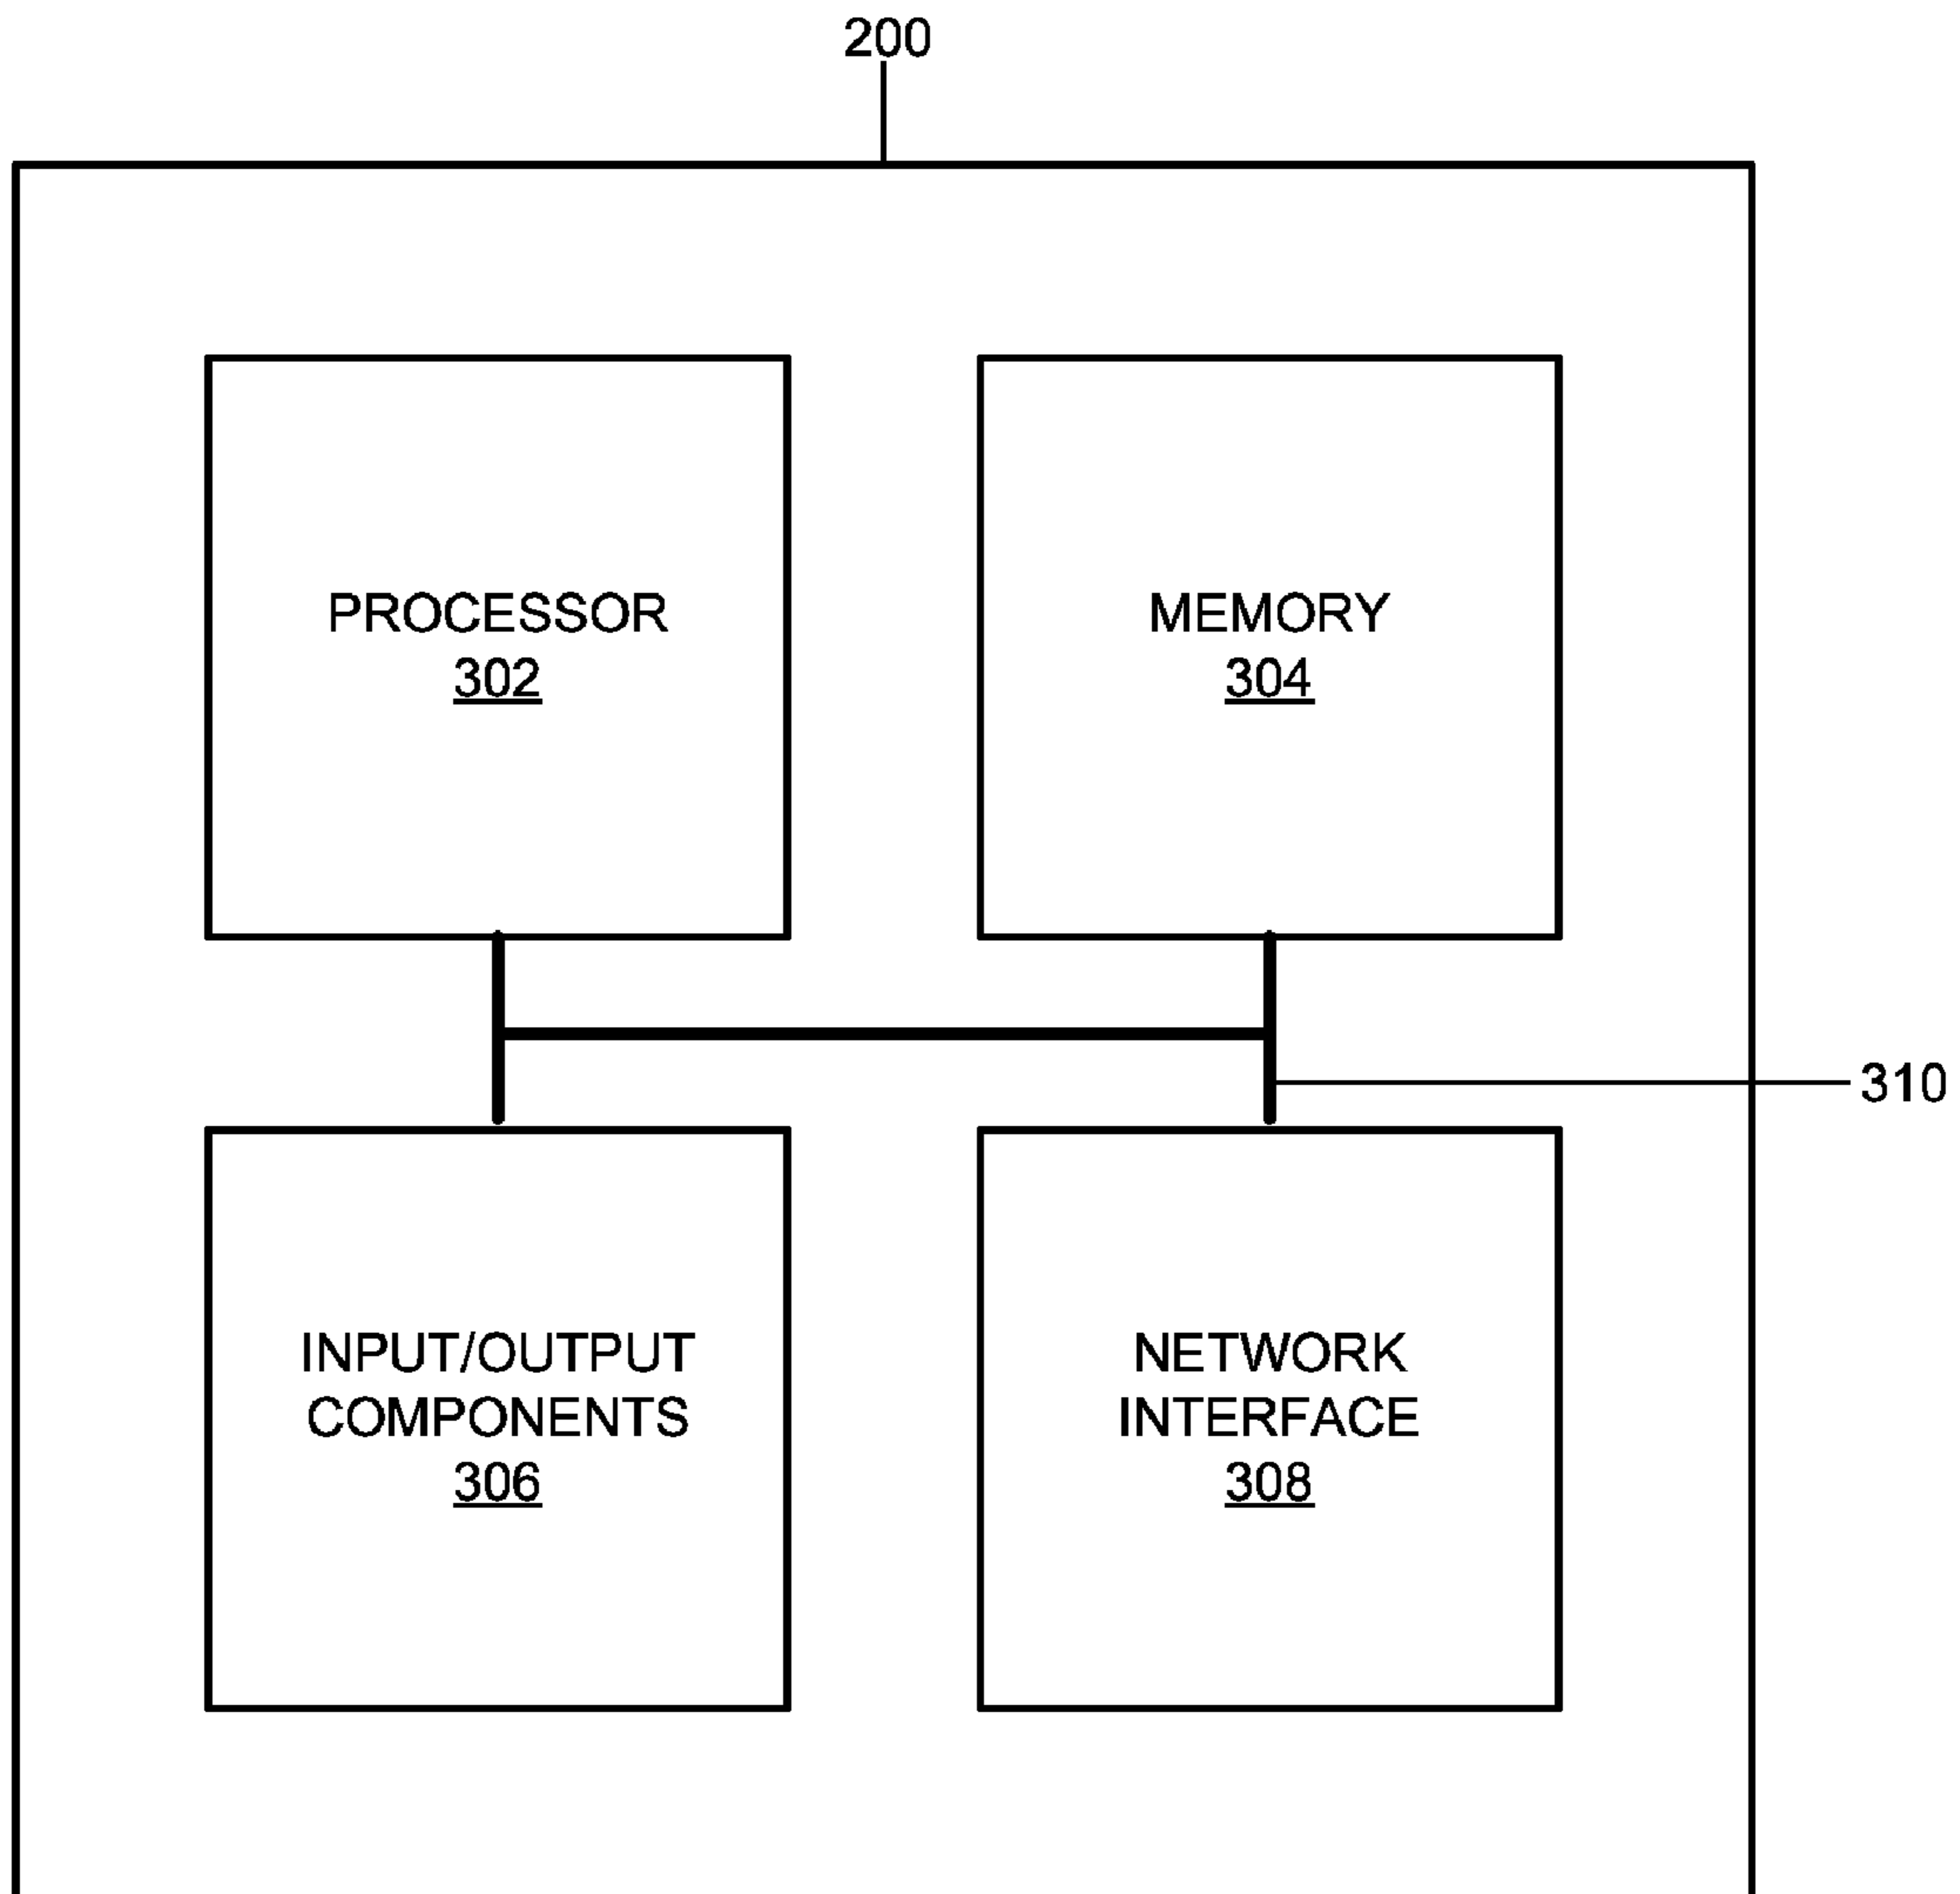 200
PROCESSOR
302
MEMORY
304
310
INPUT/OUTPUT
COMPONENTS
306
NETWORK
INTERFACE
308